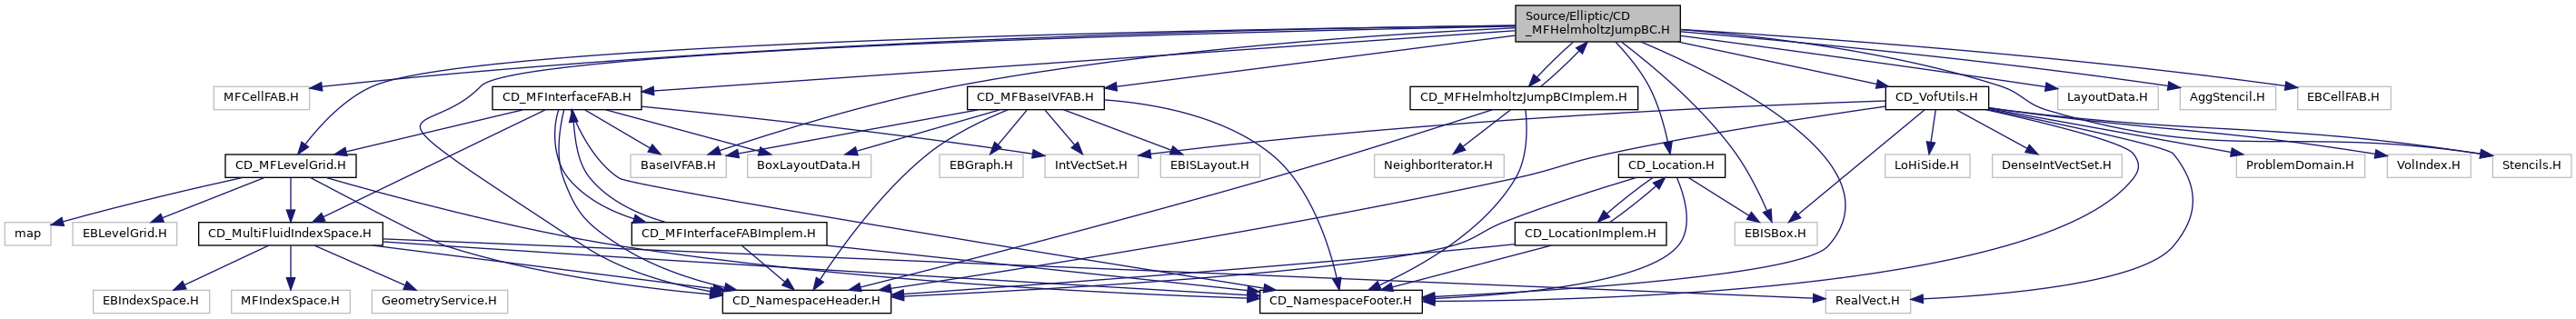 Source/Elliptic/CD
_MFHelmholtzJumpBC.H
MFCellFAB.H
CD_MFInterfaceFAB.H
CD_MFBaseIVFAB.H
CD_MFHelmholtzJumpBCImplem.H
CD_VofUtils.H
LayoutData.H
AggStencil.H
EBCellFAB.H
CD_MFLevelGrid.H
BaseIVFAB.H
BoxLayoutData.H
EBGraph.H
IntVectSet.H
EBISLayout.H
NeighborIterator.H
CD_Location.H
LoHiSide.H
DenseIntVectSet.H
ProblemDomain.H
VolIndex.H
Stencils.H
map
EBLevelGrid.H
CD_MultiFluidIndexSpace.H
CD_MFInterfaceFABImplem.H
CD_LocationImplem.H
EBISBox.H
EBIndexSpace.H
MFIndexSpace.H
GeometryService.H
CD_NamespaceHeader.H
CD_NamespaceFooter.H
RealVect.H